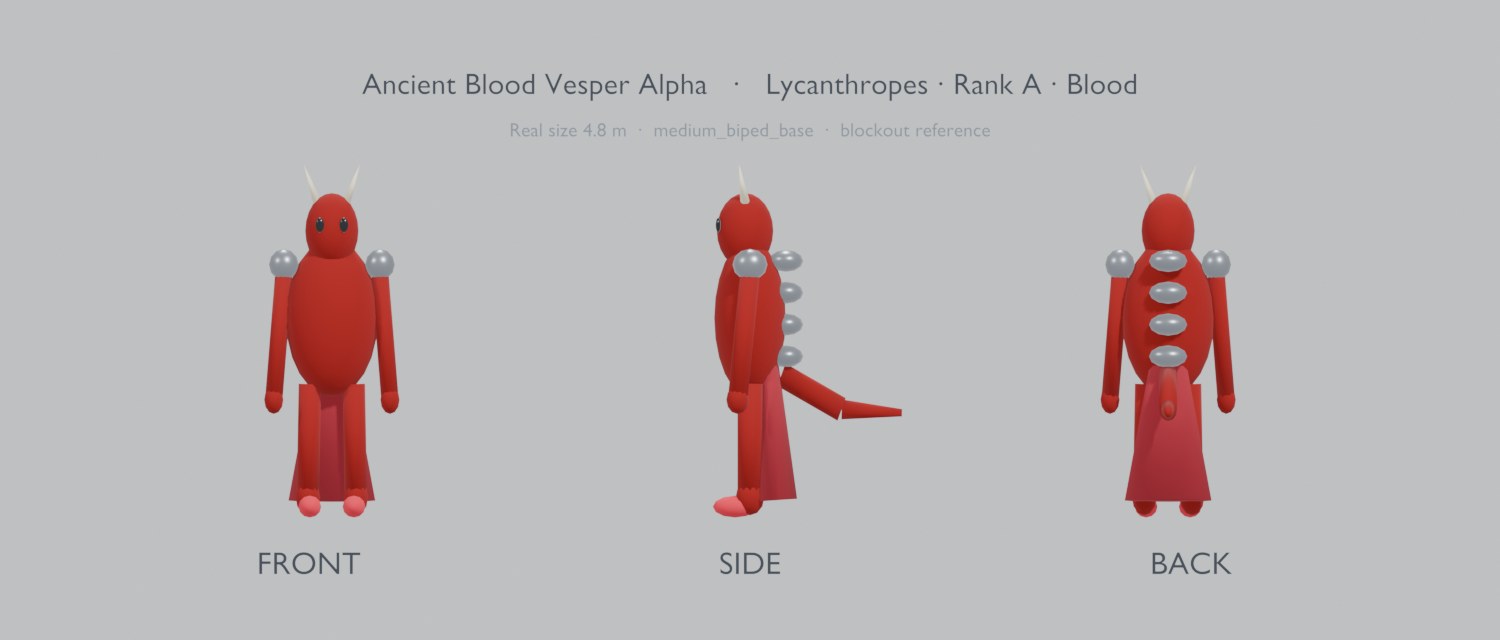 Ancient Blood Vesper Alpha · Lycanthropes · Rank A · Blood
Real size 4.8 m · medium_biped_base · blockout reference
FRONT SIDE BACK